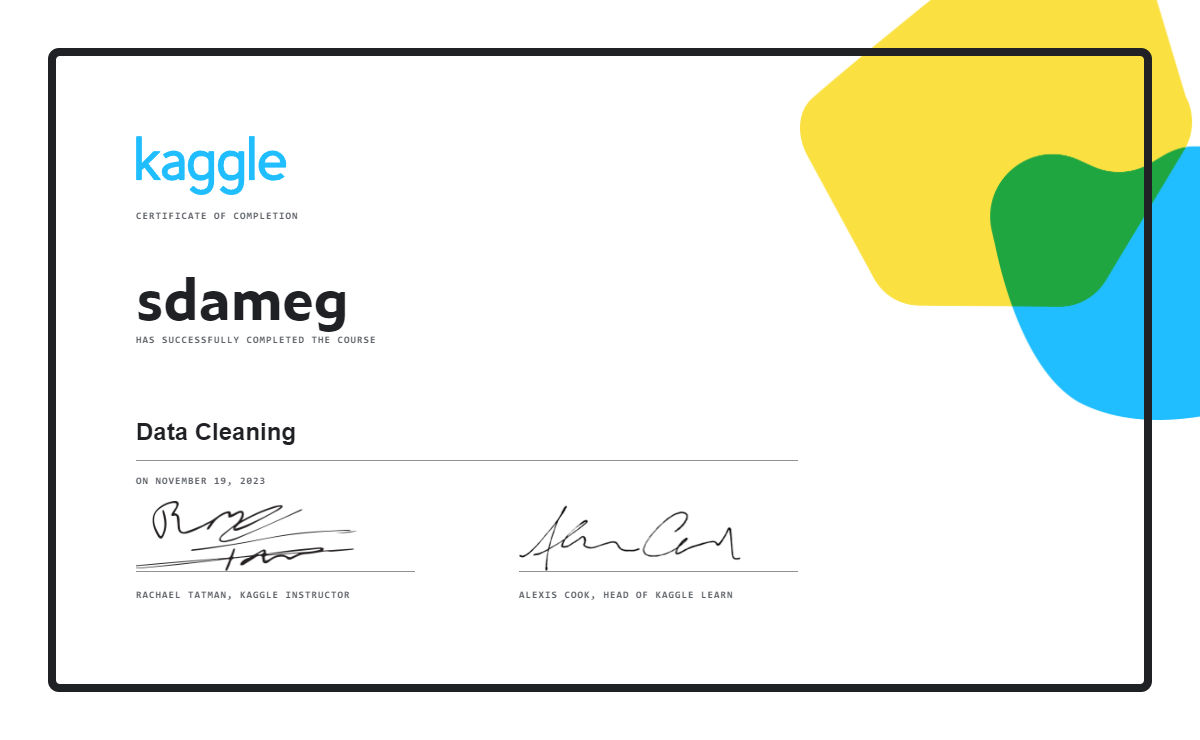 kaggle
CERTIFICATE OF COMPLETION
sdameg
HAS SUCCESSFULLY COMPLETED THE COURSE
Data Cleaning
ON NOVEMBER 19, 2023
RACHAEL TATMAN, KAGGLE INSTRUCTOR
ALEXIS COOK, HEAD OF KAGGLE LEARN